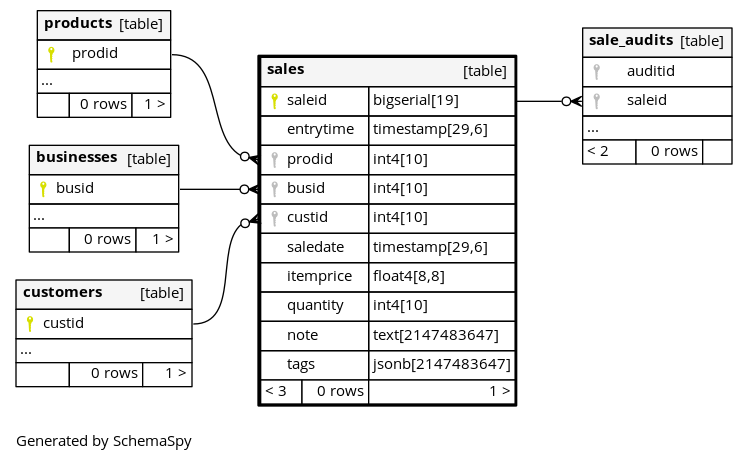 products [table]
prodid
...
0 rows 1 >
businesses [table]
busid
...
0 rows 1 >
customers [table]
custid
...
0 rows 1 >
sales [table]
saleid bigserial[19]
entrytime timestamp[29,6]
prodid int4[10]
busid int4[10]
custid int4[10]
saledate timestamp[29,6]
itemprice float4[8,8]
quantity int4[10]
note text[2147483647]
tags jsonb[2147483647]
< 3 0 rows 1 >
sale_audits [table]
auditid
saleid
...
< 2 0 rows
Generated by SchemaSpy